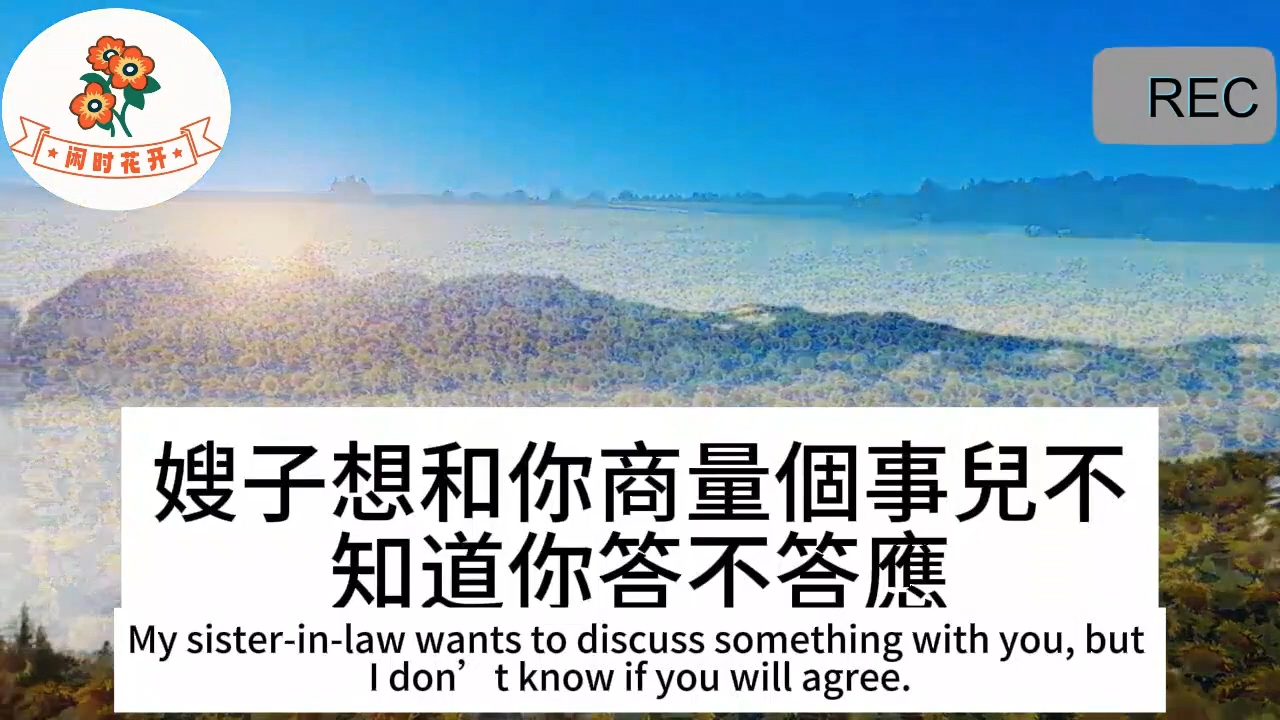 闲时花开
REC
嫂子想和你商量個事兒不
知道你答不答應
My sister-in-law wants to discuss something with you, but
I don’t know if you will agree.